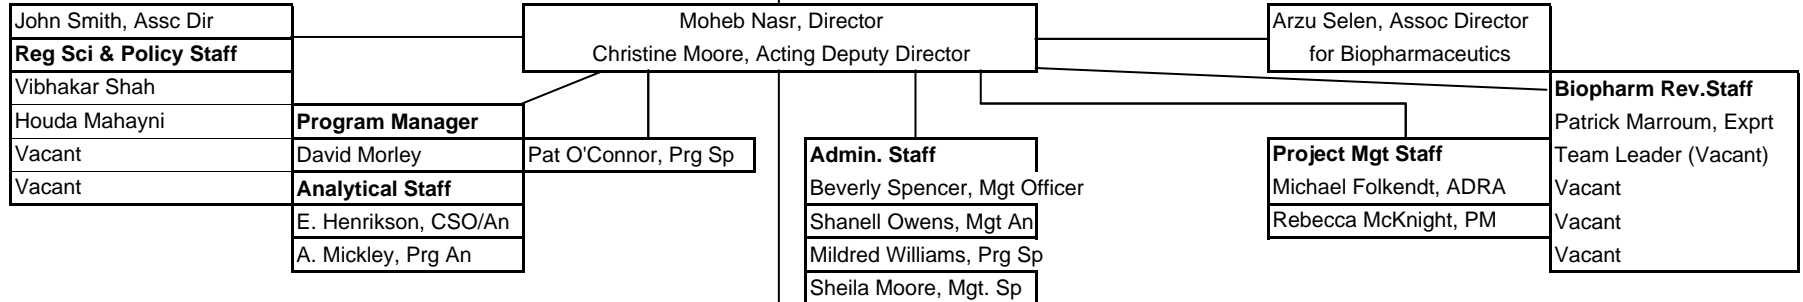 John Smith, Assc Dir
Reg Sci & Policy Staff
Vibhakar Shah
Houda Mahayni
Vacant
Vacant
Program Manager
David Morley
Analytical Staff
E. Henrikson, CSO/An
A. Mickley, Prg An
Moheb Nasr, Director
Christine Moore, Acting Deputy Director
Pat O'Connor, Prg Sp
Admin. Staff
Beverly Spencer, Mgt Officer
Shanell Owens, Mgt An
Mildred Williams, Prg Sp
Sheila Moore, Mgt. Sp
Arzu Selen, Assoc Director
for Biopharmaceutics
Project Mgt Staff
Michael Folkendt, ADRA
Rebecca McKnight, PM
Biopharm Rev.Staff
Patrick Marroum, Exprt
Team Leader (Vacant)
Vacant
Vacant
Vacant